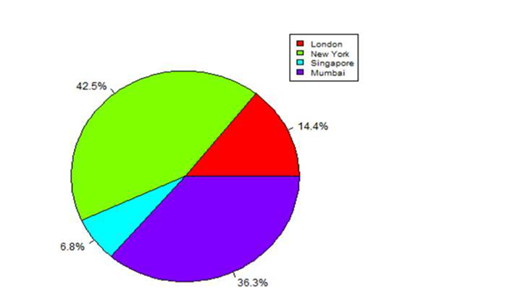 London
New York
Singapore
Mumbai
42.5%
14.4%
6.8%
36.3%